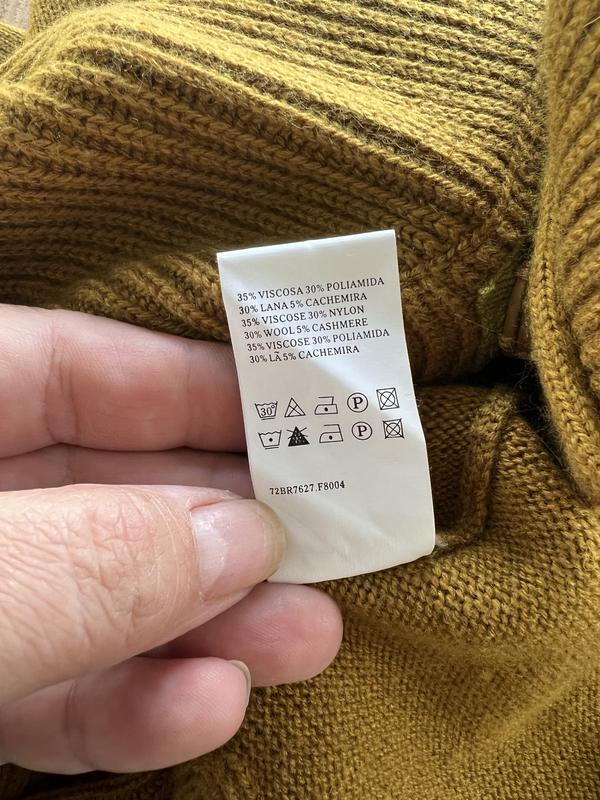 35% VISCOSA 30% POLIAMIDA
30% LANA 5% CACHEMIRA
35% VISCOSE 30% NYLON
30% WOOL 5% CASHMERE
35% VISCOSE 30% POLIAMIDA
30% LÃ 5% CACHEMIRA
30° P
P
72BR7627.F8004